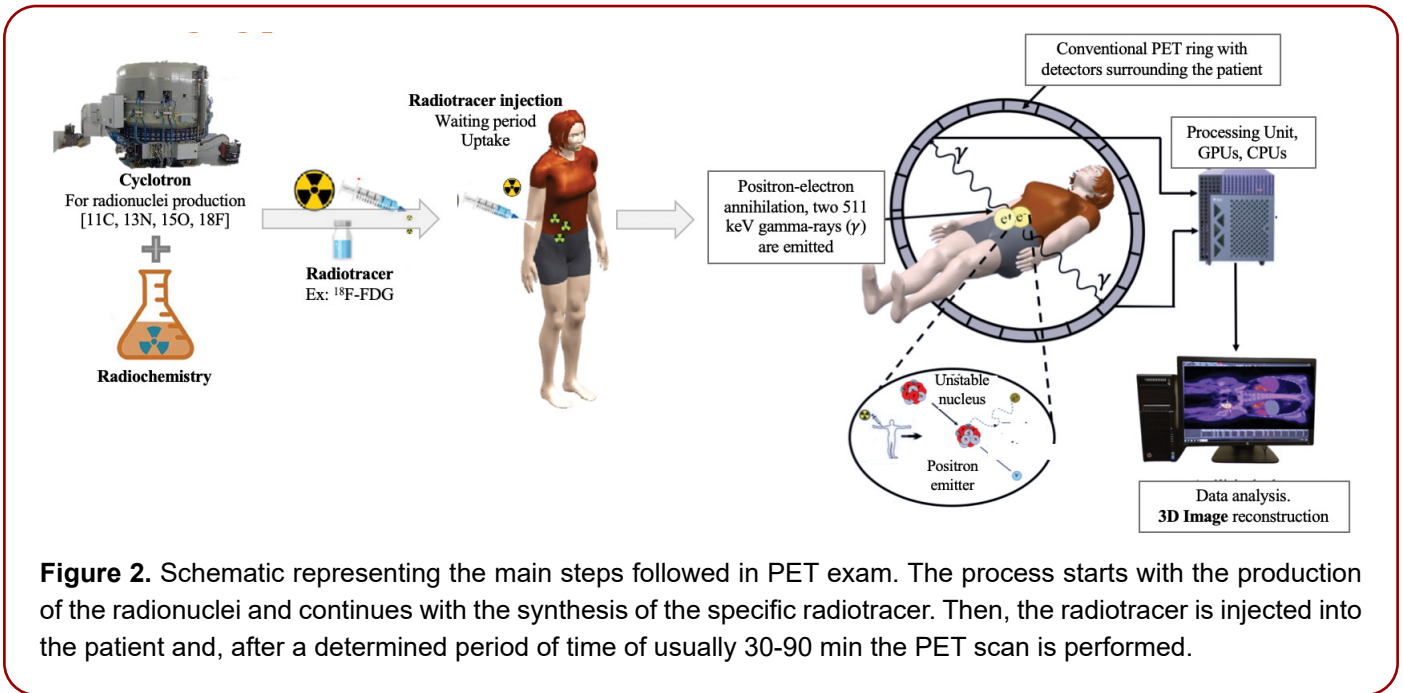 Cyclotron
For radionuclei production
[11C, 13N, 15O, 18F]
Radiochemistry
Radiotracer
Ex: ¹⁸F-FDG
Radiotracer injection
Waiting period
Uptake
Positron-electron
annihilation, two 511
keV gamma-rays (γ)
are emitted
Conventional PET ring with
detectors surrounding the patient
γ
e⁺
e⁻
γ
Processing Unit,
GPUs, CPUs
Unstable
nucleus
Positron
emitter
Data analysis.
3D Image reconstruction
Figure 2. Schematic representing the main steps followed in PET exam. The process starts with the production
of the radionuclei and continues with the synthesis of the specific radiotracer. Then, the radiotracer is injected into
the patient and, after a determined period of time of usually 30-90 min the PET scan is performed.